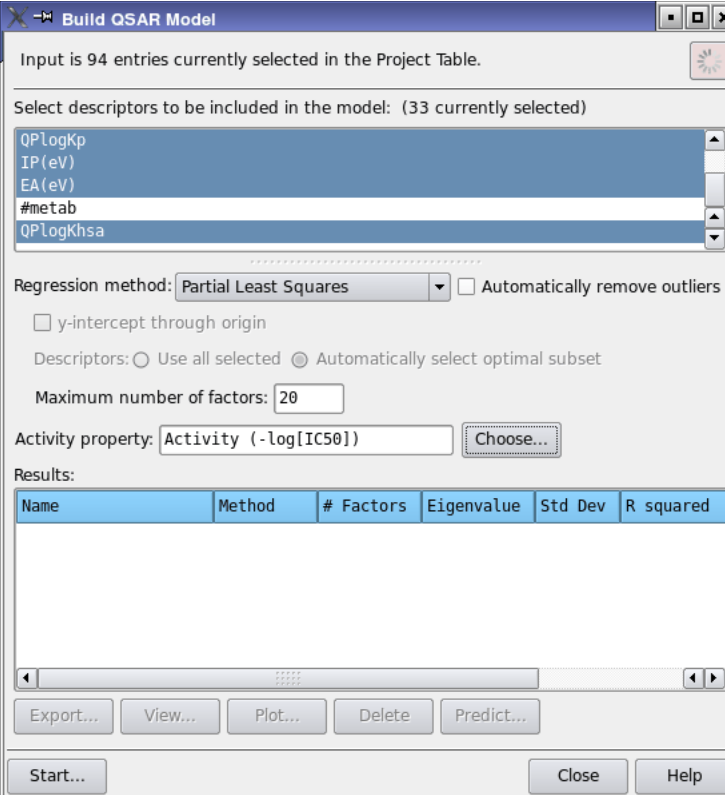 Build QSAR Model
Input is 94 entries currently selected in the Project Table.
Select descriptors to be included in the model: (33 currently selected)
QPlogKp
IP(eV)
EA(eV)
#metab
QPlogKhsa
Regression method: Partial Least Squares Automatically remove outliers
y-intercept through origin
Descriptors: Use all selected Automatically select optimal subset
Maximum number of factors: 20
Activity property: Activity (-log[IC50]) Choose...
Results:
Name Method # Factors Eigenvalue Std Dev R squared
Export... View... Plot... Delete Predict...
Start... Close Help